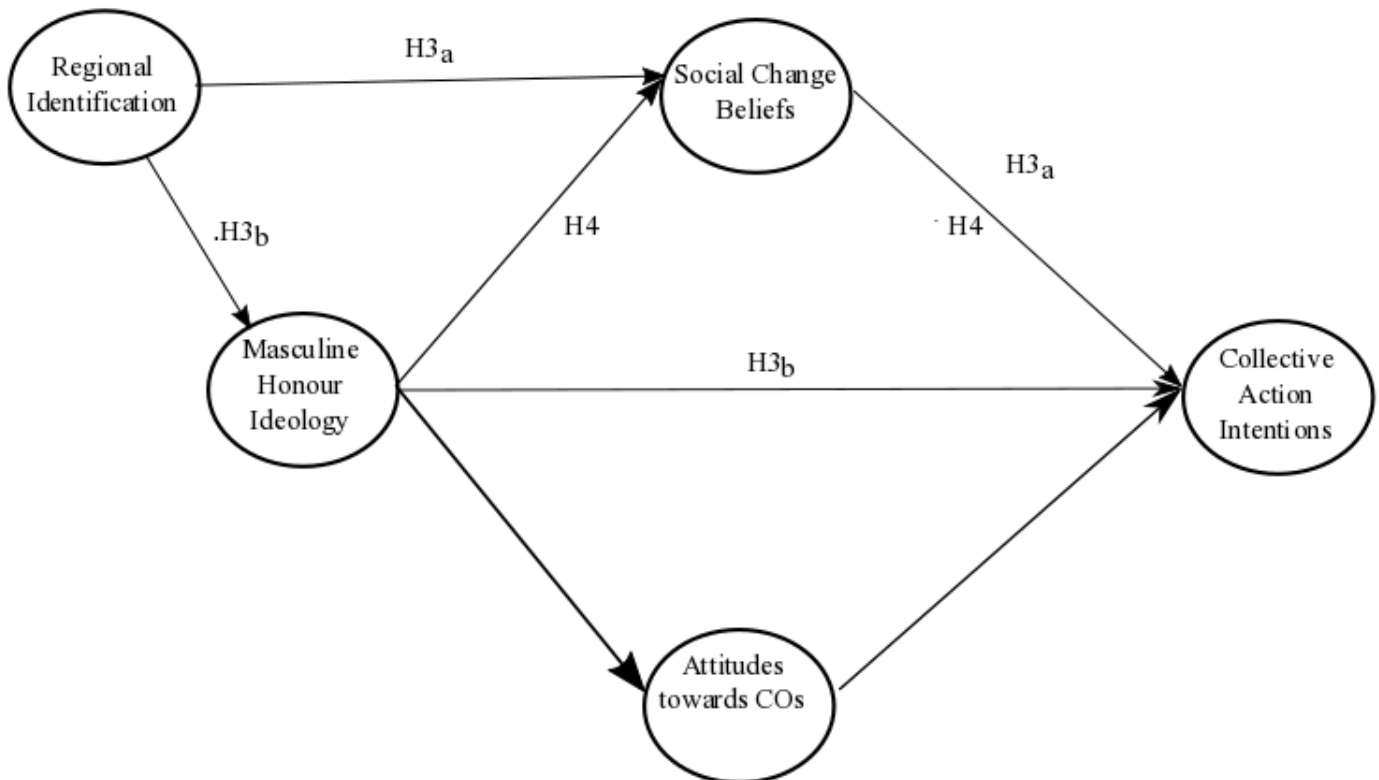 Regional
Identification
H3a
Social Change
Beliefs
H3a
.H3b
H4
H4
Masculine
Honour
Ideology
H3b
Collective
Action
Intentions
Attitudes
towards COs